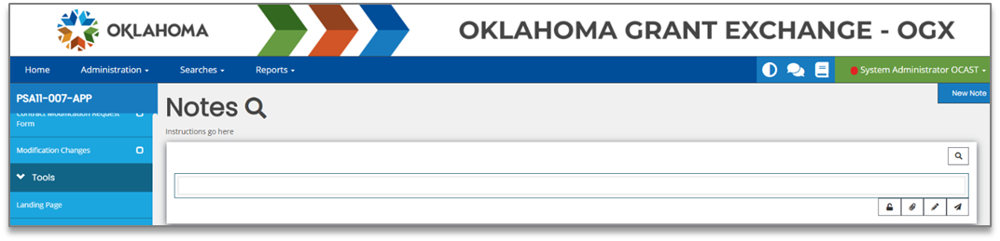 OKLAHOMA
OKLAHOMA GRANT EXCHANGE - OGX
Home
Administration
Searches
Reports
System Administrator OCAST
PSA11-007-APP
New Note
Contract Modification Request
Form
Modification Changes
Tools
Landing Page
Notes
Instructions go here